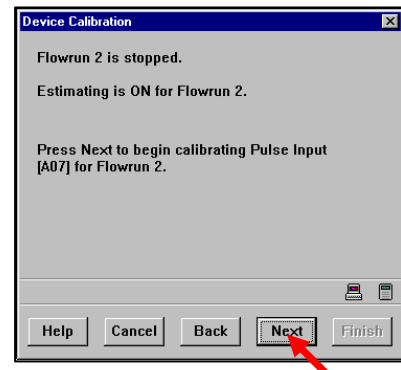 Device Calibration
Flowrun 2 is stopped.
Estimating is ON for Flowrun 2.
Press Next to begin calibrating Pulse Input
[A07] for Flowrun 2.
Help Cancel Back Next Finish